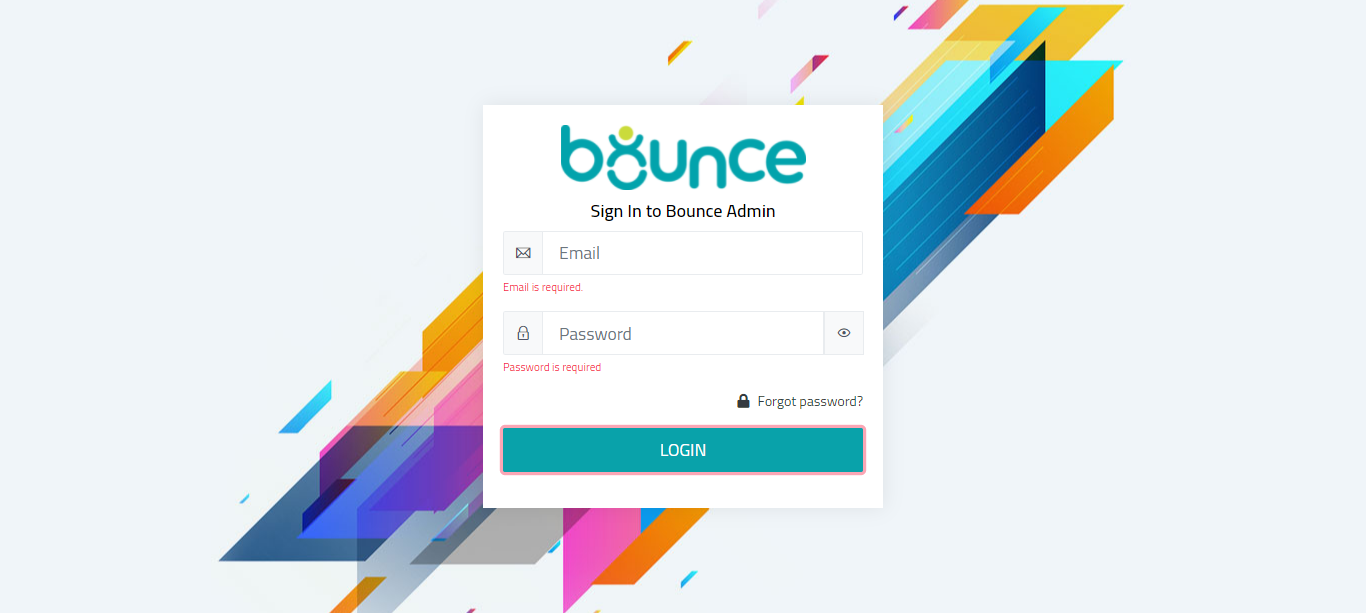 bounce
Sign In to Bounce Admin
Email
Email is required.
Password
Password is required
Forgot password?
LOGIN